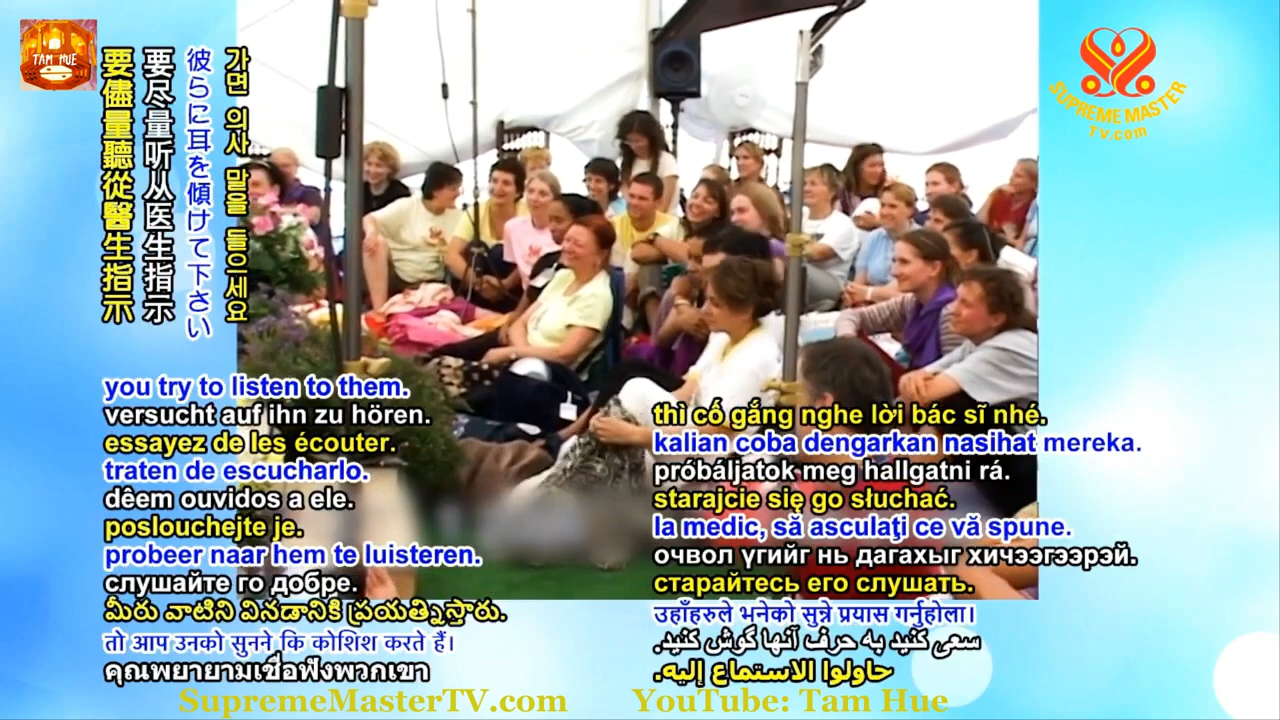 TAM HUE
要儘量聽從醫生指示
要尽量听从医生指示
彼らに耳を傾けて下さい
가면 의사 말을 들으세요
SUPREME MASTER
TV.com
you try to listen to them.
versucht auf ihn zu hören.
essayez de les écouter.
traten de escucharlo.
dêem ouvidos a ele.
poslouchejte je.
probeer naar hem te luisteren.
слушайте го добре.
మీరు వాటిని వినడానికి ప్రయత్నిస్తారు.
तो आप उनको सुनने कि कोशिश करते हैं।
คุณพยายามเชื่อฟังพวกเขา
thì cố gắng nghe lời bác sĩ nhé.
kalian coba dengarkan nasihat mereka.
próbáljatok meg hallgatni rá.
starajcie się go słuchać.
la medic, să asculaţi ce vă spune.
очвол үгийг нь дагахыг хичээгээрэй.
старайтесь его слушать.
उहाँहरुले भनेको सुन्ने प्रयास गर्नुहोला।
سعی کنید به حرف آنها گوش کنید.
حاولوا الاستماع إليه.
SupremeMasterTV.com
YouTube: Tam Hue